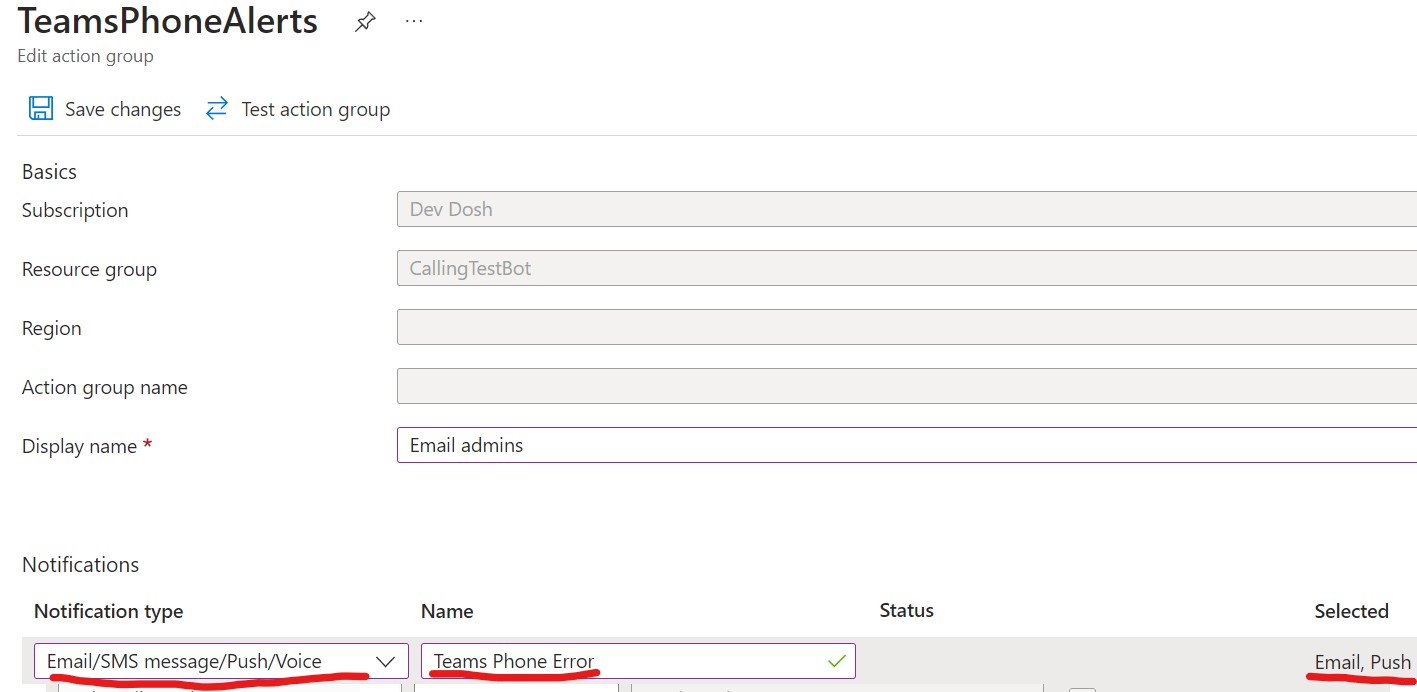 TeamsPhoneAlerts
Edit action group
Save changes Test action group
Basics
Subscription Dev Dosh
Resource group CallingTestBot
Region
Action group name
Display name * Email admins
Notifications
Notification type Name Status Selected
Email/SMS message/Push/Voice Teams Phone Error Email, Push